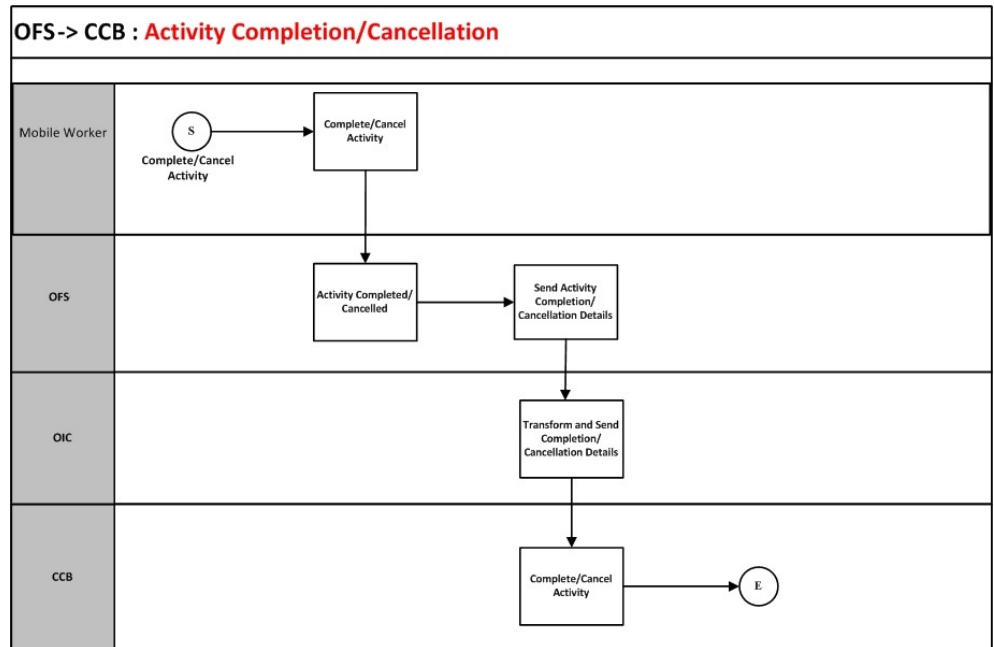 OFS-> CCB : Activity Completion/Cancellation
Mobile Worker
S
Complete/Cancel
Activity
Complete/Cancel
Activity
OFS
Activity Completed/
Cancelled
Send Activity
Completion/
Cancellation Details
OIC
Transform and Send
Completion/
Cancellation Details
CCB
Complete/Cancel
Activity
E